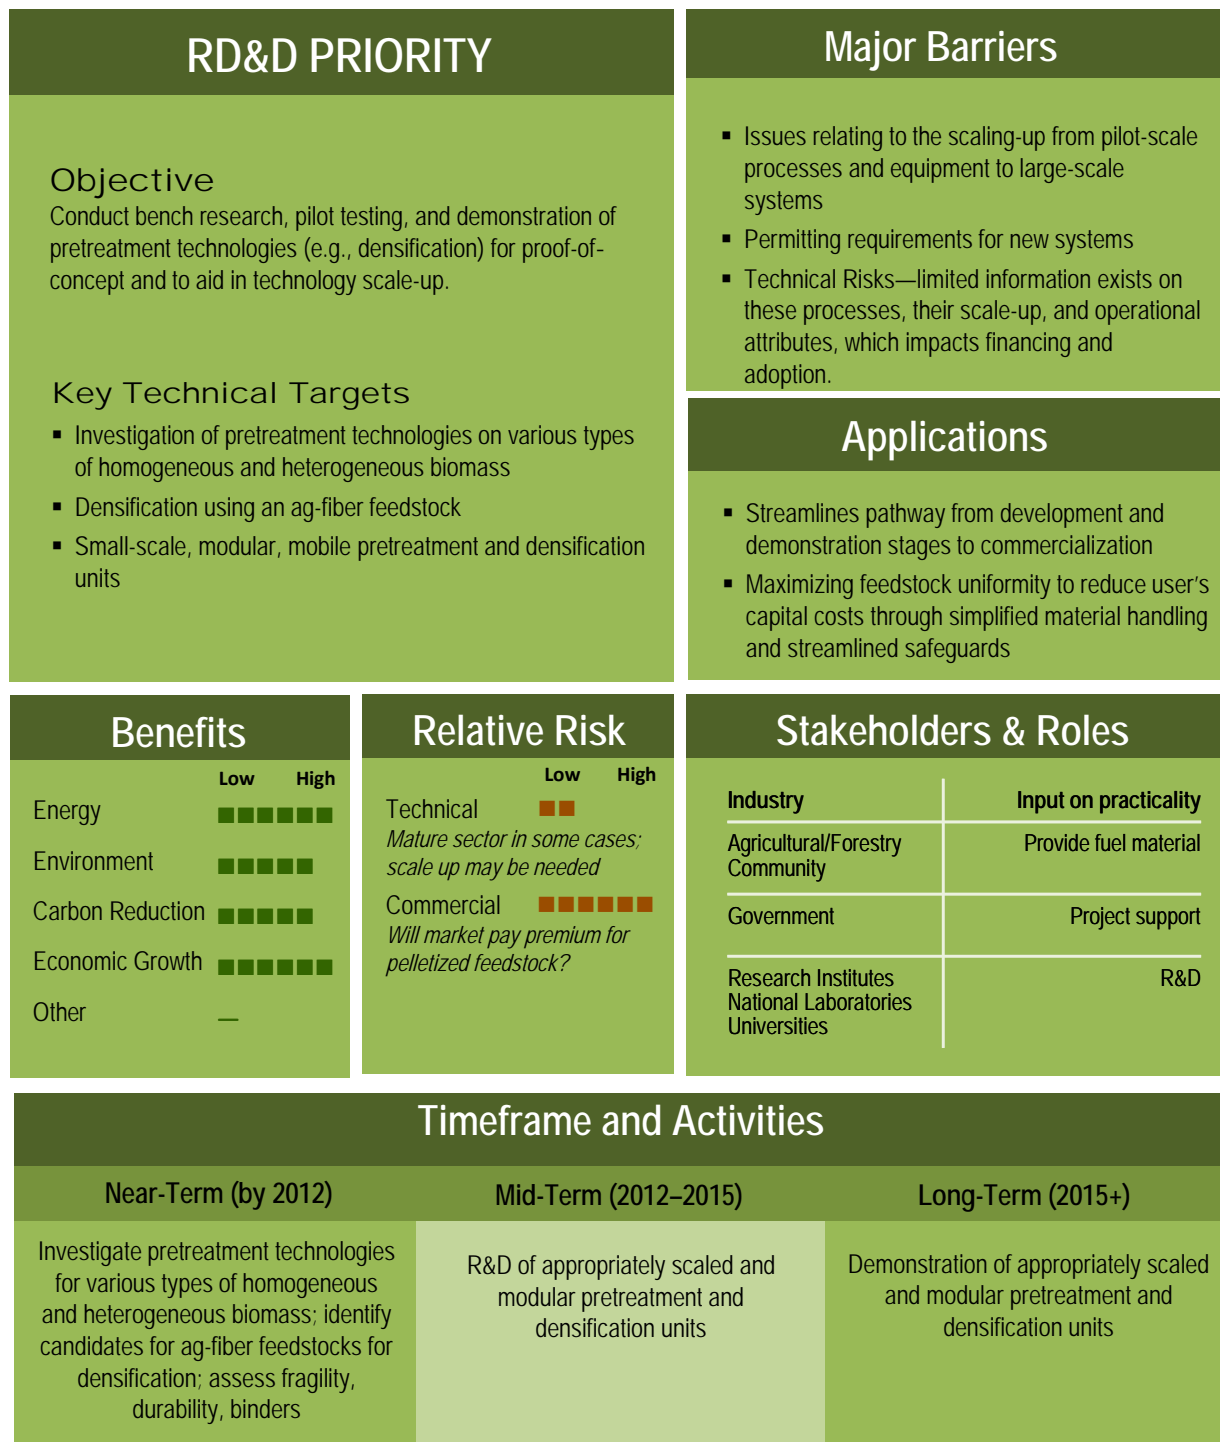 RD&D PRIORITY
Objective
Conduct bench research, pilot testing, and demonstration of
pretreatment technologies (e.g., densification) for proof-of-
concept and to aid in technology scale-up.
Key Technical Targets
▪ Investigation of pretreatment technologies on various types
of homogeneous and heterogeneous biomass
▪ Densification using an ag-fiber feedstock
▪ Small-scale, modular, mobile pretreatment and densification
units
Major Barriers
▪ Issues relating to the scaling-up from pilot-scale
processes and equipment to large-scale
systems
▪ Permitting requirements for new systems
▪ Technical Risks—limited information exists on
these processes, their scale-up, and operational
attributes, which impacts financing and
adoption.
Applications
▪ Streamlines pathway from development and
demonstration stages to commercialization
▪ Maximizing feedstock uniformity to reduce user's
capital costs through simplified material handling
and streamlined safeguards
Benefits
Low High
Energy
Environment
Carbon Reduction
Economic Growth
Other —
Relative Risk
Low High
Technical
Mature sector in some cases;
scale up may be needed
Commercial
Will market pay premium for
pelletized feedstock?
Stakeholders & Roles
Industry Input on practicality
Agricultural/Forestry Provide fuel material
Community
Government Project support
Research Institutes R&D
National Laboratories
Universities
Timeframe and Activities
Near-Term (by 2012)
Investigate pretreatment technologies
for various types of homogeneous
and heterogeneous biomass; identify
candidates for ag-fiber feedstocks for
densification; assess fragility,
durability, binders
Mid-Term (2012–2015)
R&D of appropriately scaled and
modular pretreatment and
densification units
Long-Term (2015+)
Demonstration of appropriately scaled
and modular pretreatment and
densification units